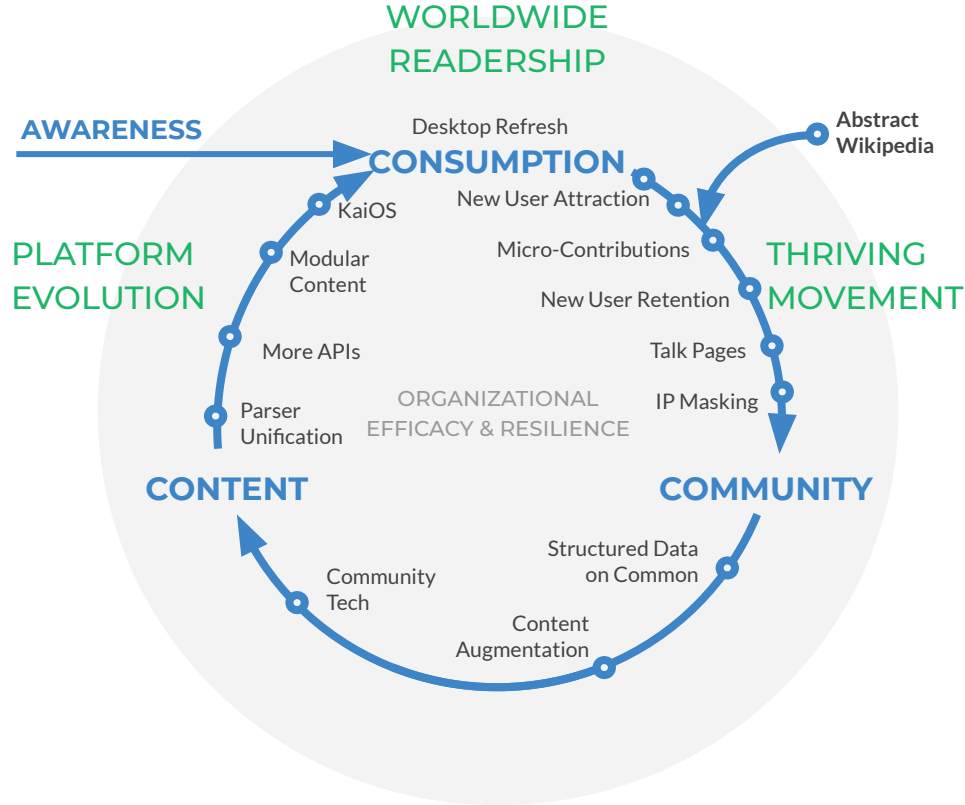 WORLDWIDE
READERSHIP
AWARENESS
Desktop Refresh
CONSUMPTION
Abstract
Wikipedia
New User Attraction
KaiOS
Micro-Contributions
PLATFORM
EVOLUTION
Modular
Content
THRIVING
MOVEMENT
New User Retention
More APIs
Talk Pages
IP Masking
ORGANIZATIONAL
EFFICACY & RESILIENCE
Parser
Unification
CONTENT
COMMUNITY
Structured Data
on Common
Community
Tech
Content
Augmentation